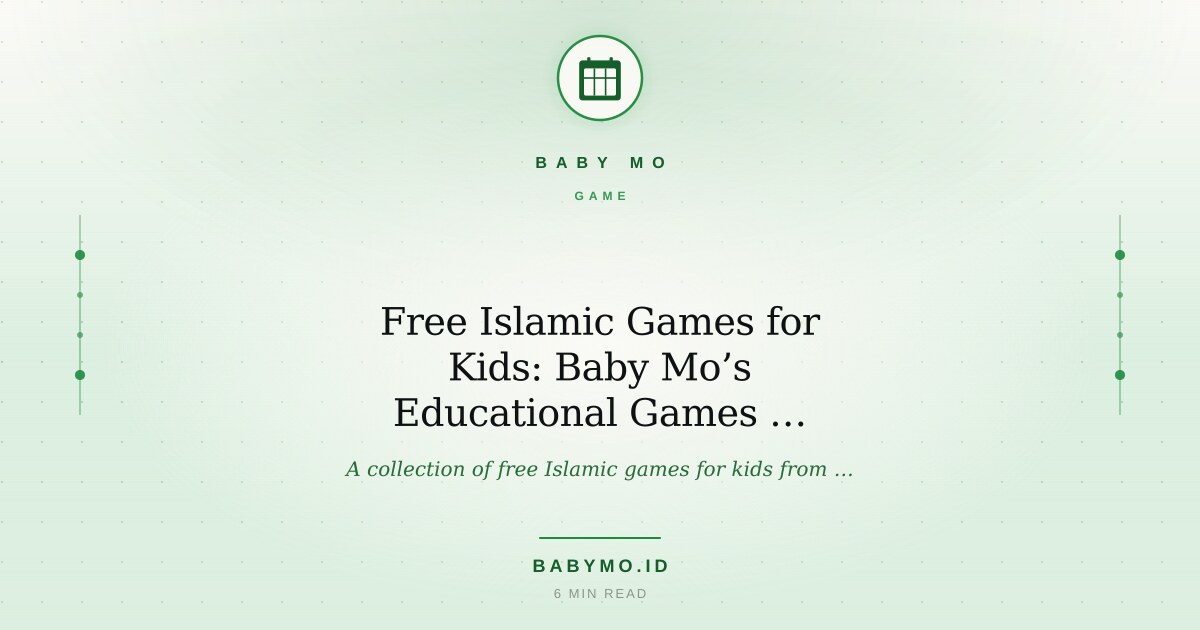 BABY MO
GAME
Free Islamic Games for
Kids: Baby Mo’s
Educational Games …
A collection of free Islamic games for kids from …
BABYMO.ID
6 MIN READ